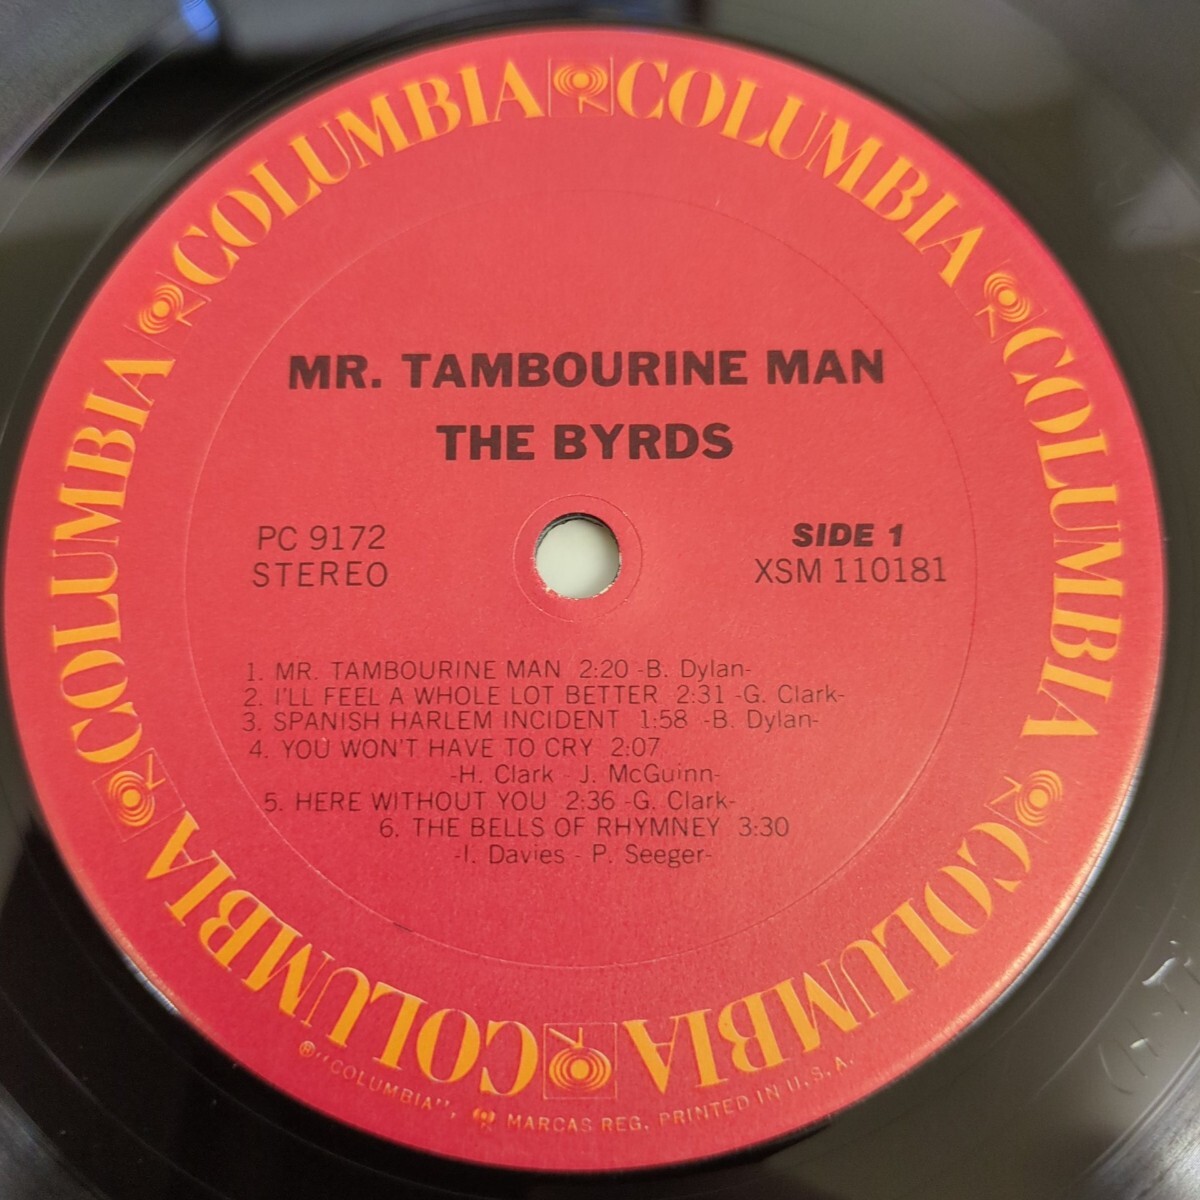 COLUMBIA COLUMBIA COLUMBIA COLUMBIA COLUMBIA COLUMBIA COLUMBIA COLUMBIA
MR. TAMBOURINE MAN
THE BYRDS
PC 9172
STEREO
SIDE 1
XSM 110181
1. MR. TAMBOURINE MAN 2:20 -B. Dylan-
2. I'LL FEEL A WHOLE LOT BETTER 2:31 -G. Clark-
3. SPANISH HARLEM INCIDENT 1:58 -B. Dylan-
4. YOU WON'T HAVE TO CRY 2:07
-H. Clark - J. McGuinn-
5. HERE WITHOUT YOU 2:36 -G. Clark-
6. THE BELLS OF RHYMNEY 3:30
-I. Davies - P. Seeger-
® "COLUMBIA", MARCAS REG. PRINTED IN U.S.A.